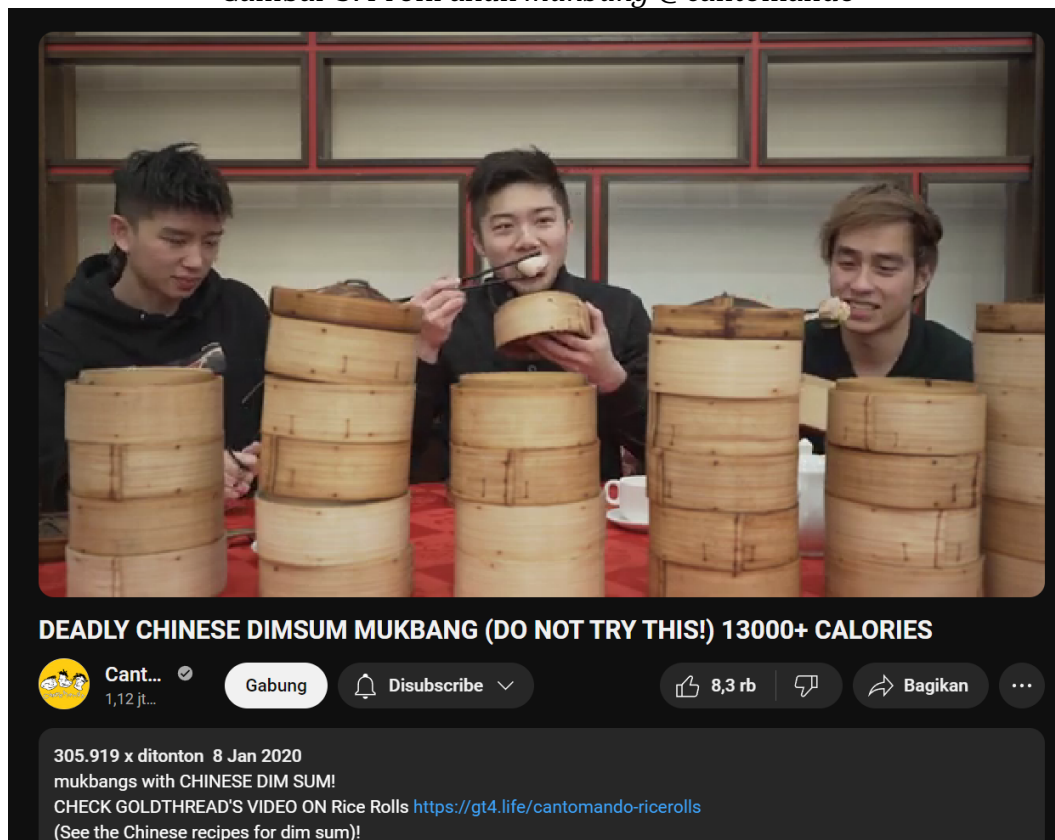 DEADLY CHINESE DIMSUM MUKBANG (DO NOT TRY THIS!) 13000+ CALORIES
Cant...
1,12 jt...
Gabung
Disubscribe
8,3 rb
Bagikan
305.919 x ditonton 8 Jan 2020
mukbangs with CHINESE DIM SUM!
CHECK GOLDTHREAD'S VIDEO ON Rice Rolls https://gt4.life/cantomando-ricerolls
(See the Chinese recipes for dim sum)!